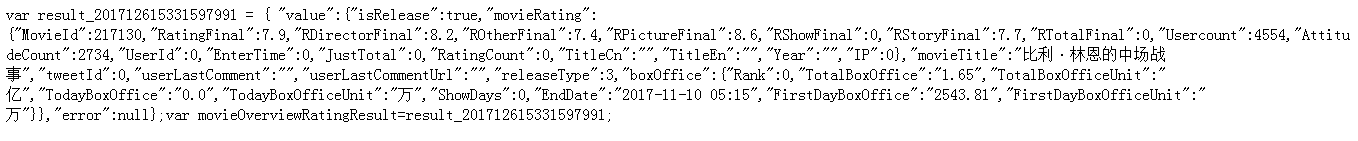 var result_201712615331597991 = { "value":{"isRelease":true,"movieRating":
{"MovieId":217130,"RatingFinal":7.9,"RDirectorFinal":8.2,"ROtherFinal":7.4,"RPictureFinal":8.6,"RShowFinal":0,"RStoryFinal":7.7,"RTotalFinal":0,"Usercount":4554,"Attitu
deCount":2734,"UserId":0,"EnterTime":0,"JustTotal":0,"RatingCount":0,"TitleCn":"","TitleEn":"","Year":"","IP":0},"movieTitle":"比利·林恩的中场战
事","tweetId":0,"userLastComment":"","userLastCommentUrl":"","releaseType":3,"boxOffice":{"Rank":0,"TotalBoxOffice":"1.65","TotalBoxOfficeUnit":"
亿","TodayBoxOffice":"0.0","TodayBoxOfficeUnit":"万","ShowDays":0,"EndDate":"2017-11-10 05:15","FirstDayBoxOffice":"2543.81","FirstDayBoxOfficeUnit":"
万"}},"error":null};var movieOverviewRatingResult=result_201712615331597991;